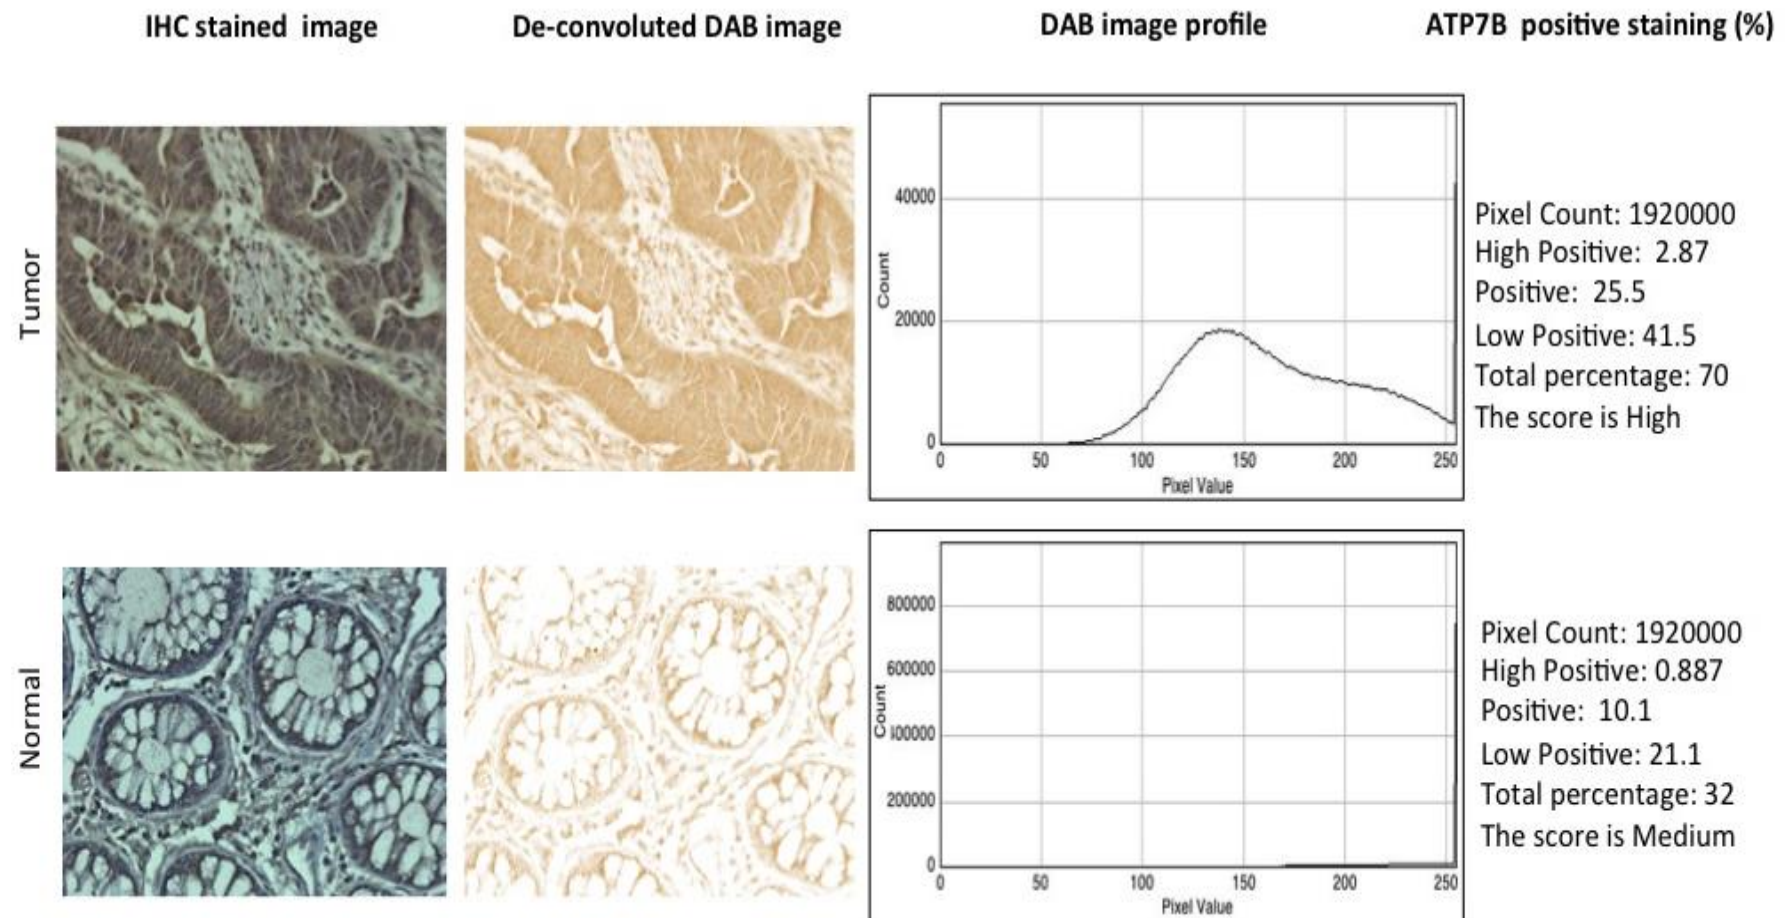 IHC stained image
De-convoluted DAB image
DAB image profile
ATP7B positive staining (%)
Tumor
Count
40000
20000
0
0 50 100 150 200 250
Pixel Value
Pixel Count: 1920000
High Positive: 2.87
Positive: 25.5
Low Positive: 41.5
Total percentage: 70
The score is High
Normal
Count
800000
600000
400000
200000
0
0 50 100 150 200 250
Pixel Value
Pixel Count: 1920000
High Positive: 0.887
Positive: 10.1
Low Positive: 21.1
Total percentage: 32
The score is Medium